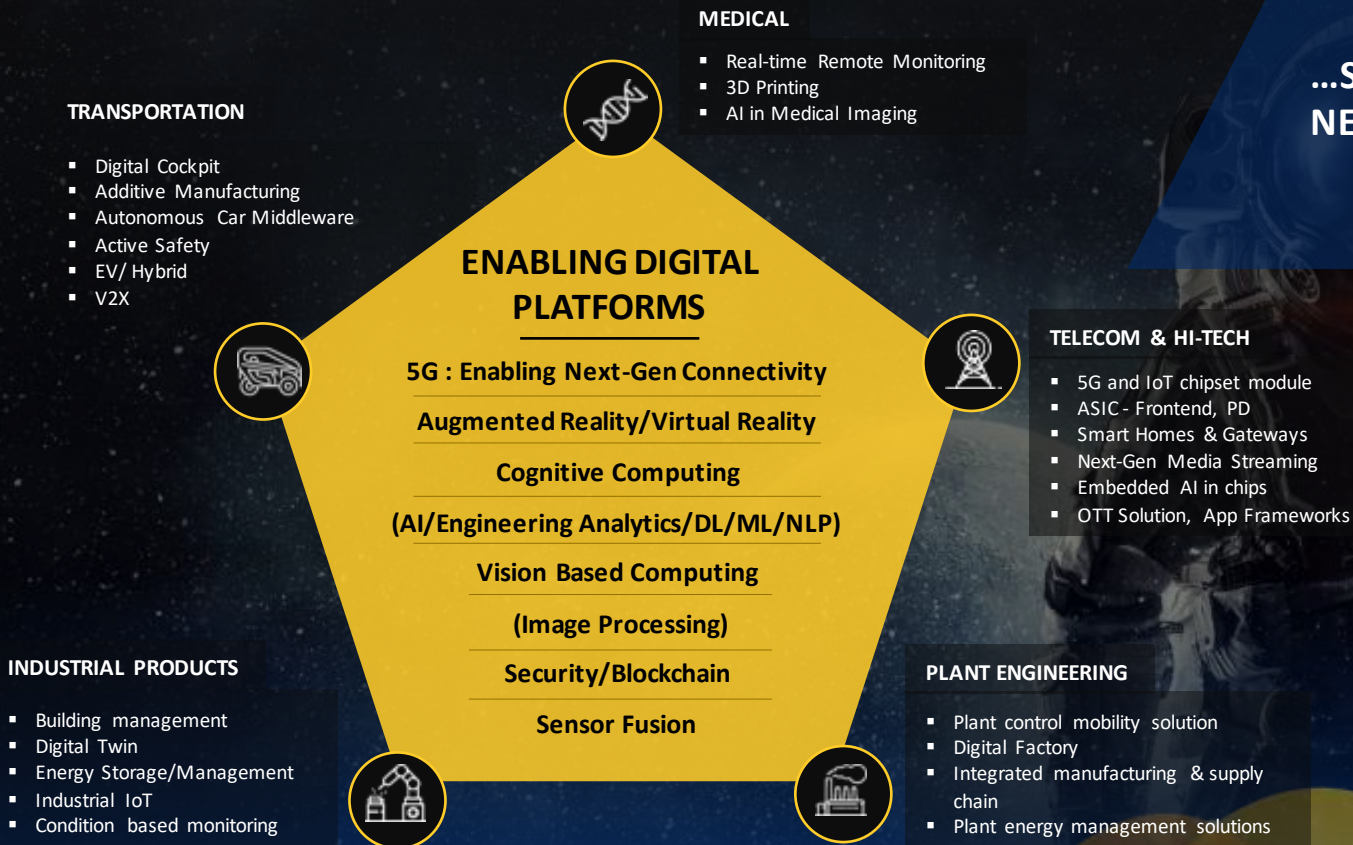 MEDICAL
▪ Real-time Remote Monitoring
▪ 3D Printing
▪ AI in Medical Imaging
TRANSPORTATION
▪ Digital Cockpit
▪ Additive Manufacturing
▪ Autonomous Car Middleware
▪ Active Safety
▪ EV/ Hybrid
▪ V2X
ENABLING DIGITAL
PLATFORMS
5G : Enabling Next-Gen Connectivity
Augmented Reality/Virtual Reality
Cognitive Computing
(AI/Engineering Analytics/DL/ML/NLP)
Vision Based Computing
(Image Processing)
Security/Blockchain
Sensor Fusion
TELECOM & HI-TECH
▪ 5G and IoT chipset module
▪ ASIC - Frontend, PD
▪ Smart Homes & Gateways
▪ Next-Gen Media Streaming
▪ Embedded AI in chips
▪ OTT Solution, App Frameworks
INDUSTRIAL PRODUCTS
▪ Building management
▪ Digital Twin
▪ Energy Storage/Management
▪ Industrial IoT
▪ Condition based monitoring
PLANT ENGINEERING
▪ Plant control mobility solution
▪ Digital Factory
▪ Integrated manufacturing & supply
chain
▪ Plant energy management solutions